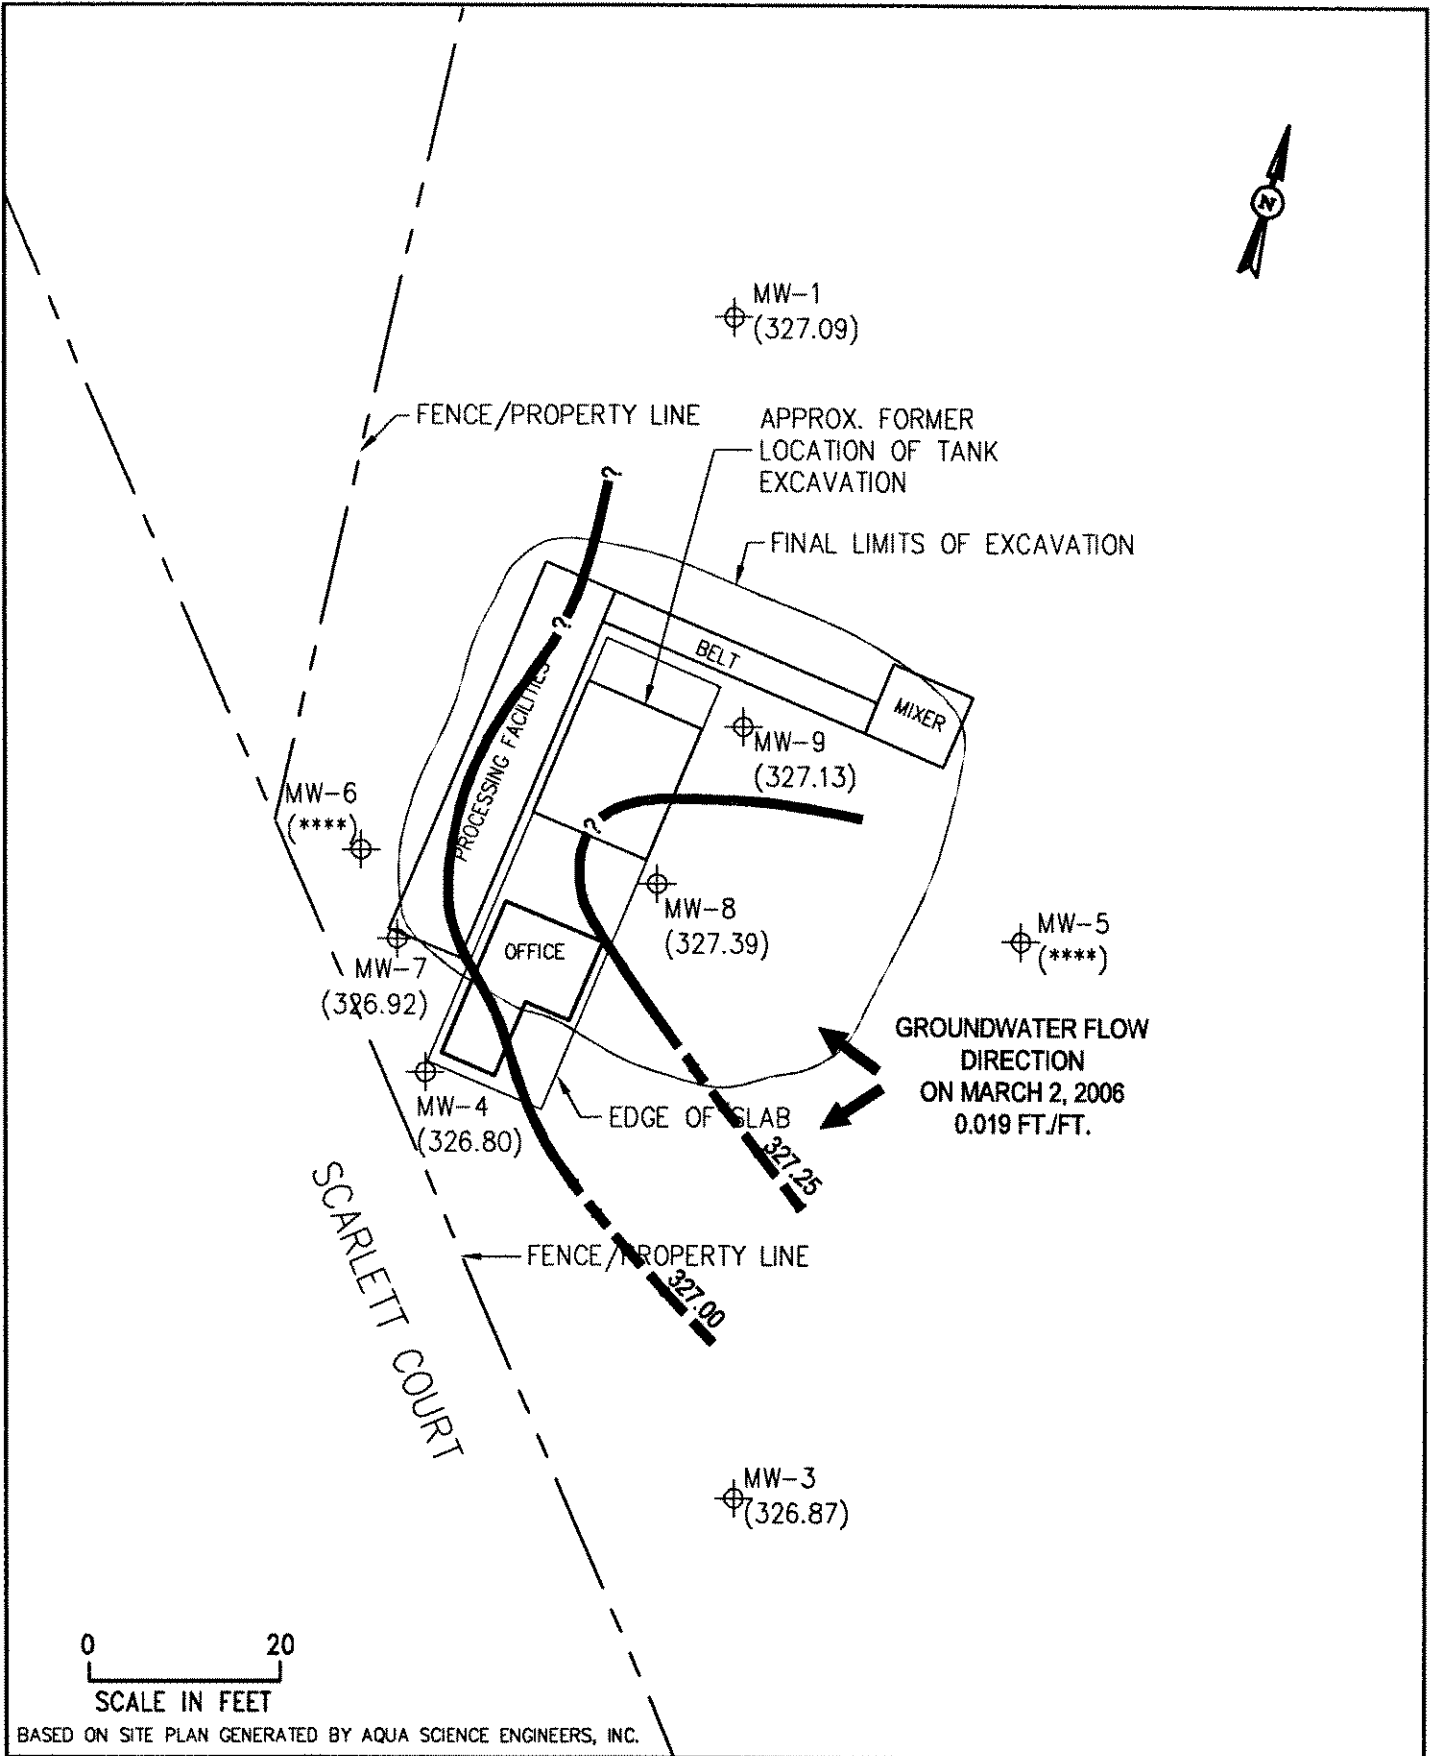 N
MW-1
(327.09)
FENCE/PROPERTY LINE
APPROX. FORMER
LOCATION OF TANK
EXCAVATION
?
FINAL LIMITS OF EXCAVATION
?
BELT
MIXER
PROCESSING FACILITIES
MW-9
(327.13)
MW-6
(****)
?
MW-8
(327.39)
MW-5
(****)
OFFICE
MW-7
(326.92)
GROUNDWATER FLOW
DIRECTION
ON MARCH 2, 2006
0.019 FT./FT.
MW-4
(326.80)
EDGE OF SLAB
327.25
SCARLETT COURT
FENCE/PROPERTY LINE
327.00
MW-3
(326.87)
0 20
SCALE IN FEET
BASED ON SITE PLAN GENERATED BY AQUA SCIENCE ENGINEERS, INC.